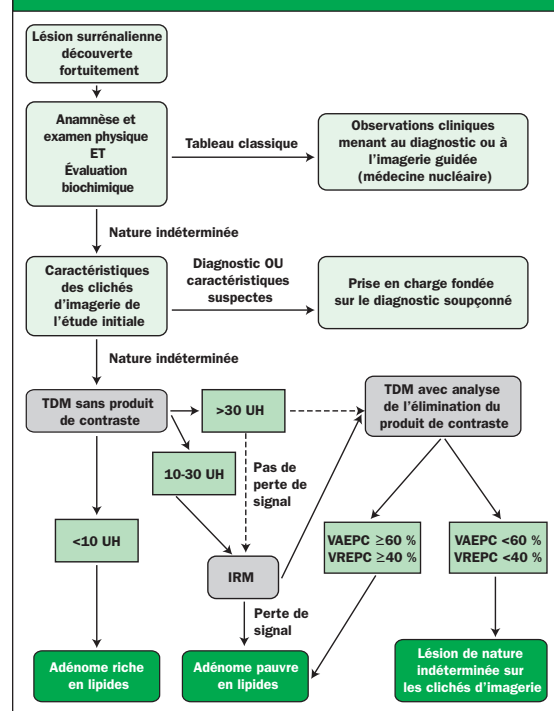 Lésion surrénalienne
découverte
fortuitement
Anamnèse et
examen physique
ET
Évaluation
biochimique
Tableau classique
Observations cliniques
menant au diagnostic ou à
l'imagerie guidée
(médecine nucléaire)
Nature indéterminée
Caractéristiques
des clichés
d'imagerie de
l'étude initiale
Diagnostic OU
caractéristiques
suspectes
Prise en charge fondée
sur le diagnostic soupçonné
Nature indéterminée
TDM sans produit
de contraste
>30 UH
TDM avec analyse
de l'élimination du
produit de contraste
10-30 UH
Pas de
perte de
signal
<10 UH
IRM
VAEPC ≥60 %
VREPC ≥40 %
VAEPC <60 %
VREPC <40 %
Perte de
signal
Adénome riche
en lipides
Adénome pauvre
en lipides
Lésion de nature
indéterminée sur
les clichés d'imagerie